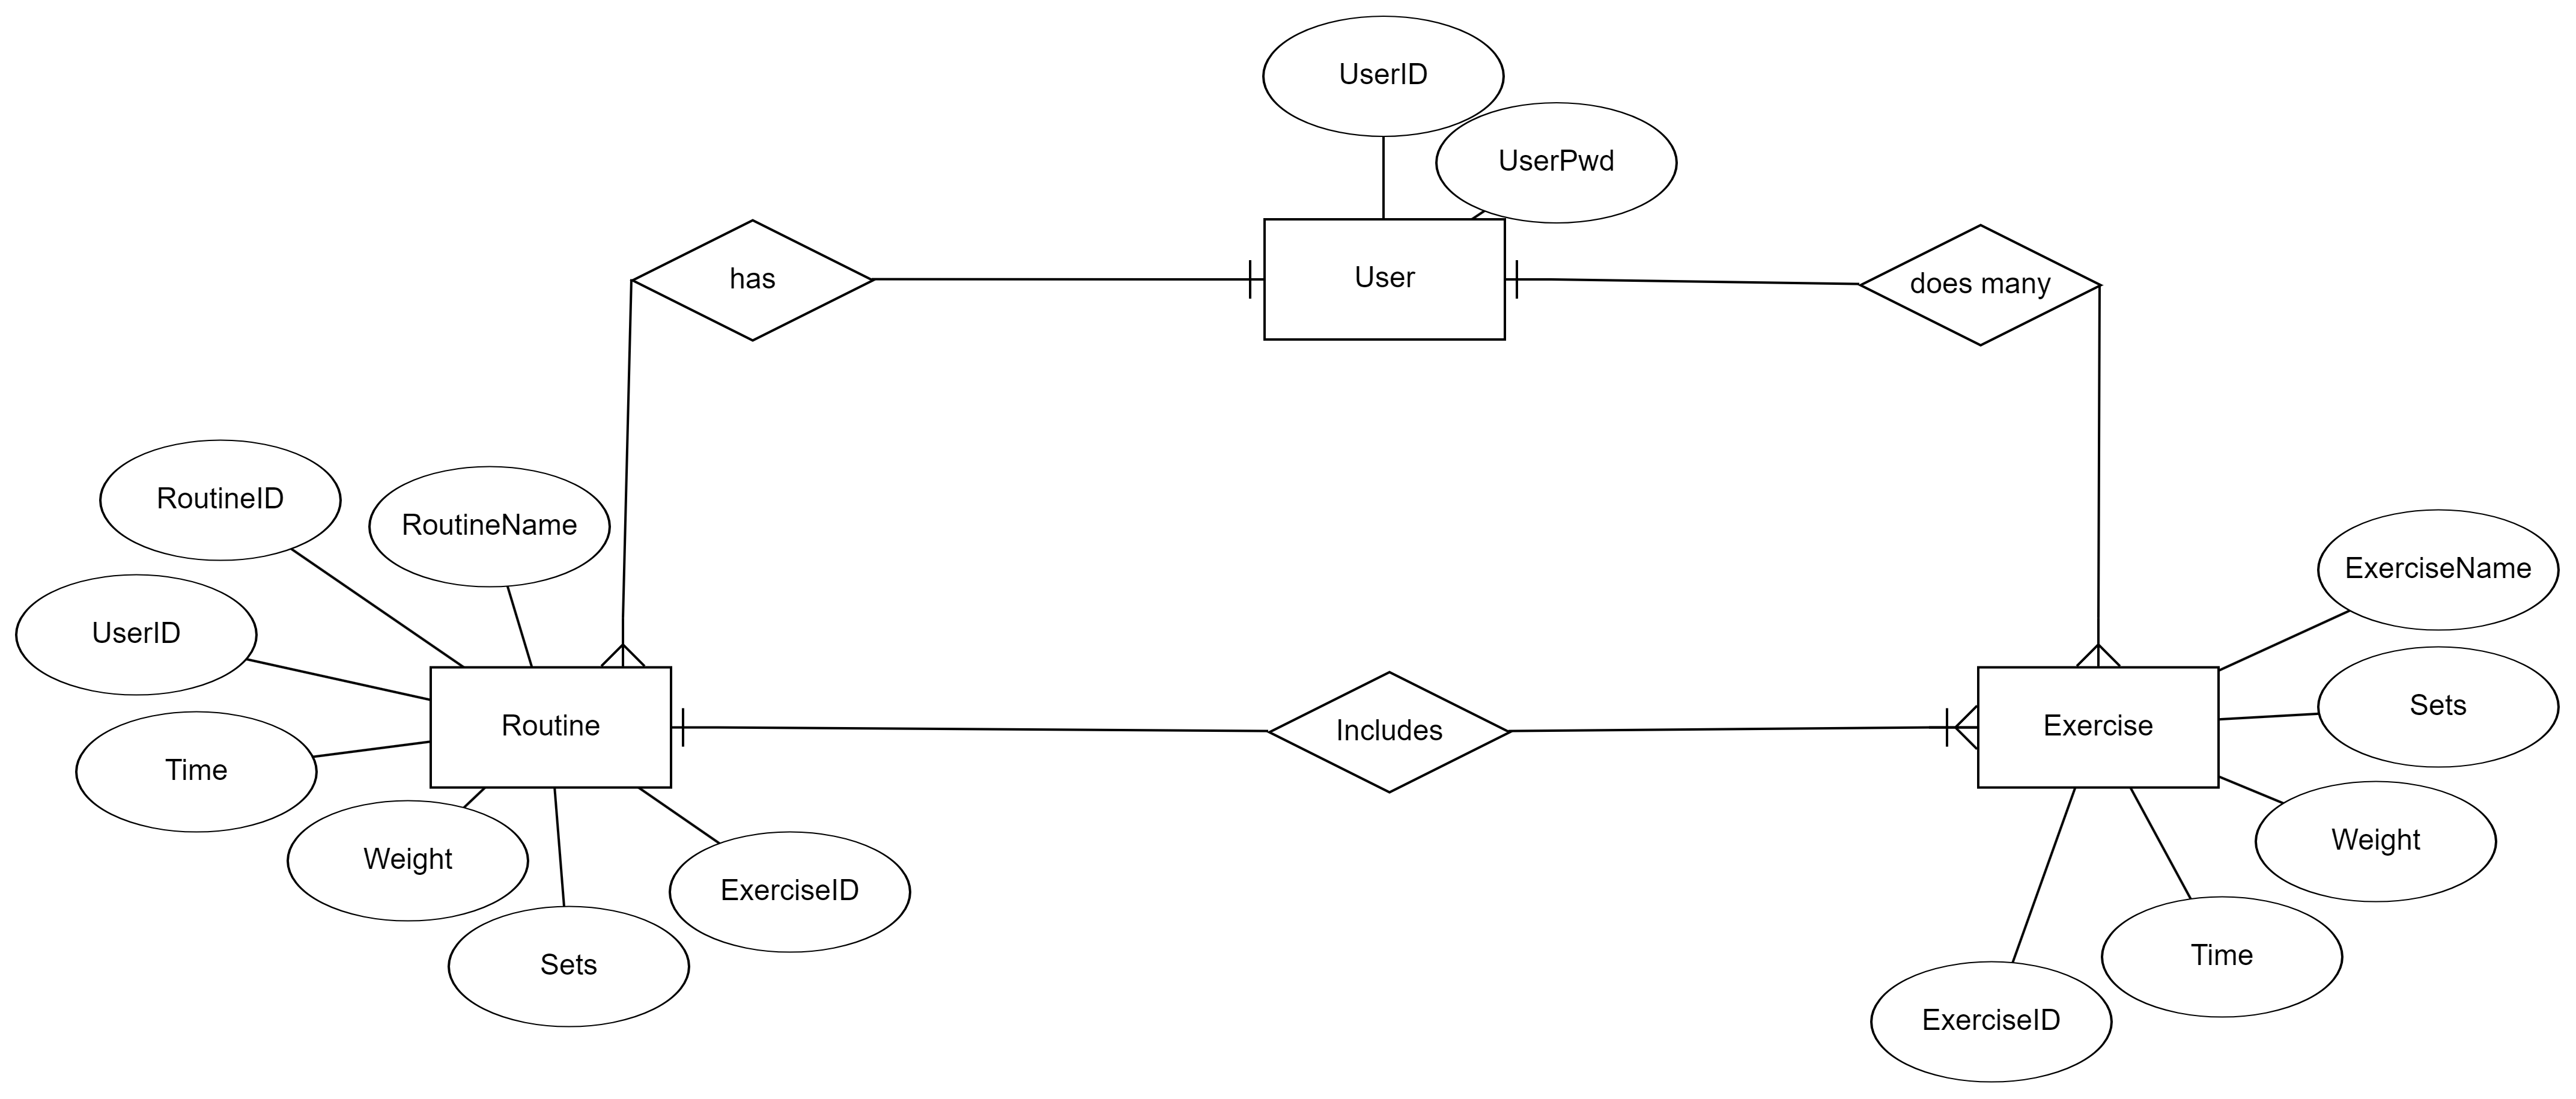 UserID
UserPwd
has
User
does many
RoutineID
RoutineName
UserID
Time
Weight
Sets
ExerciseID
Routine
Includes
Exercise
ExerciseName
Sets
Weight
Time
ExerciseID